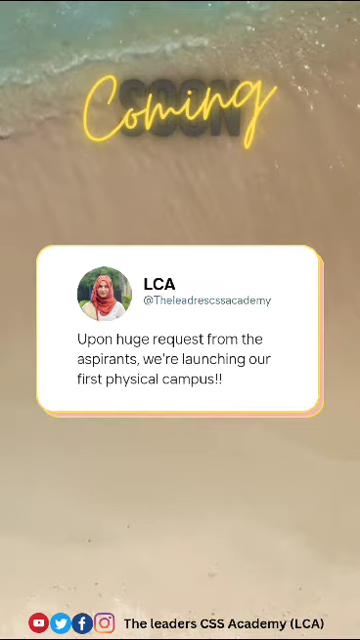 Coming
SOON
LCA
@Theleadrescssacademy
Upon huge request from the
aspirants, we're launching our
first physical campus!!
The leaders CSS Academy (LCA)